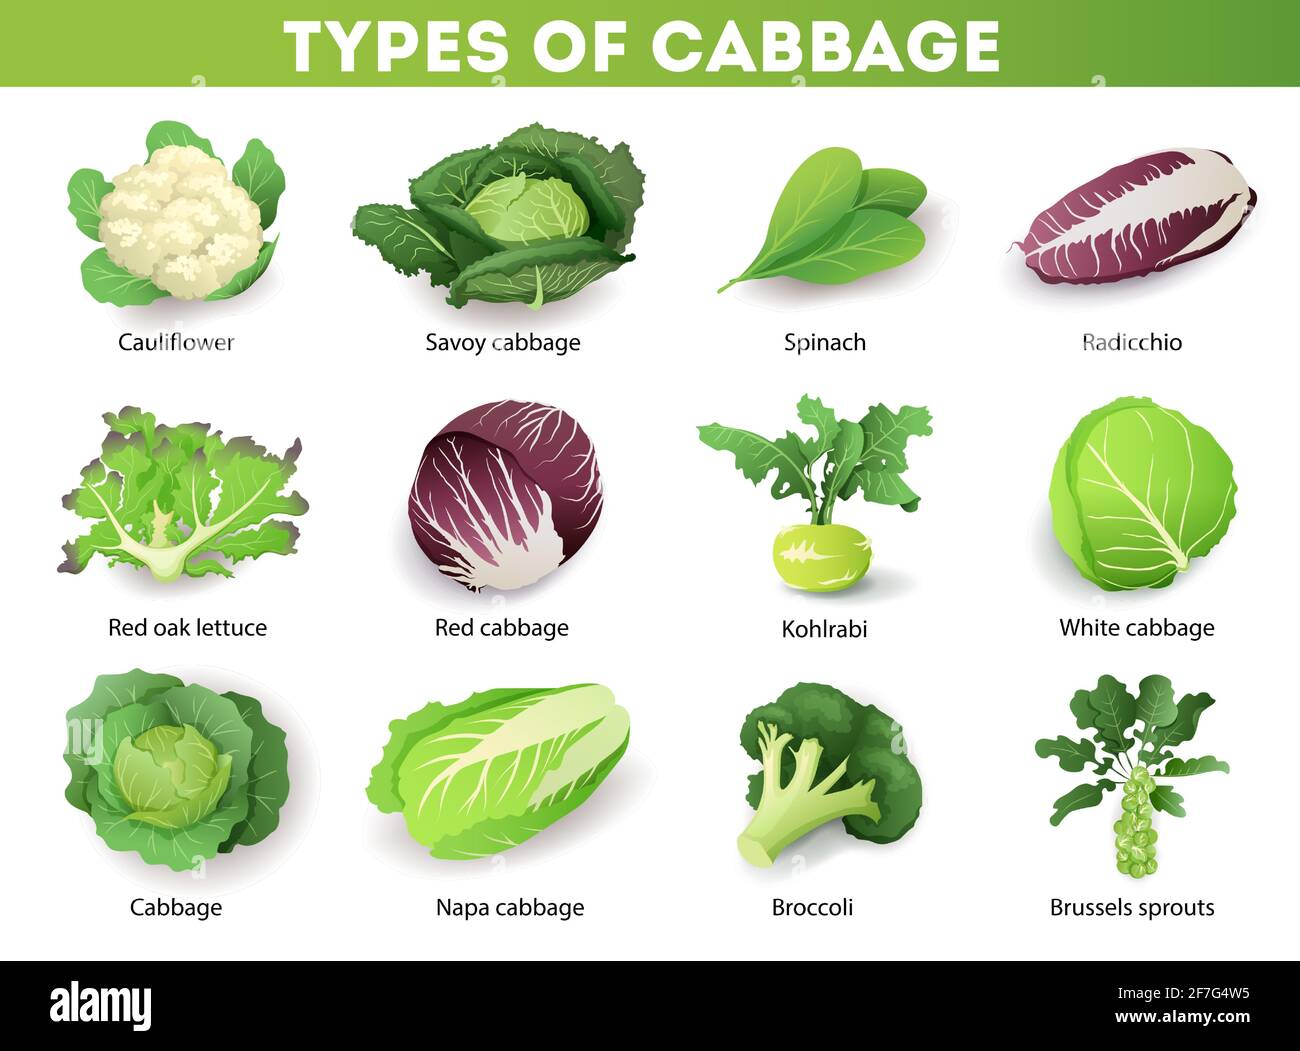 TYPES OF CABBAGE
Cauliflower
Savoy cabbage
Spinach
Radicchio
Red oak lettuce
Red cabbage
Kohlrabi
White cabbage
Cabbage
Napa cabbage
Broccoli
Brussels sprouts
alamy
Image ID: 2F7G4W5
www.alamy.com